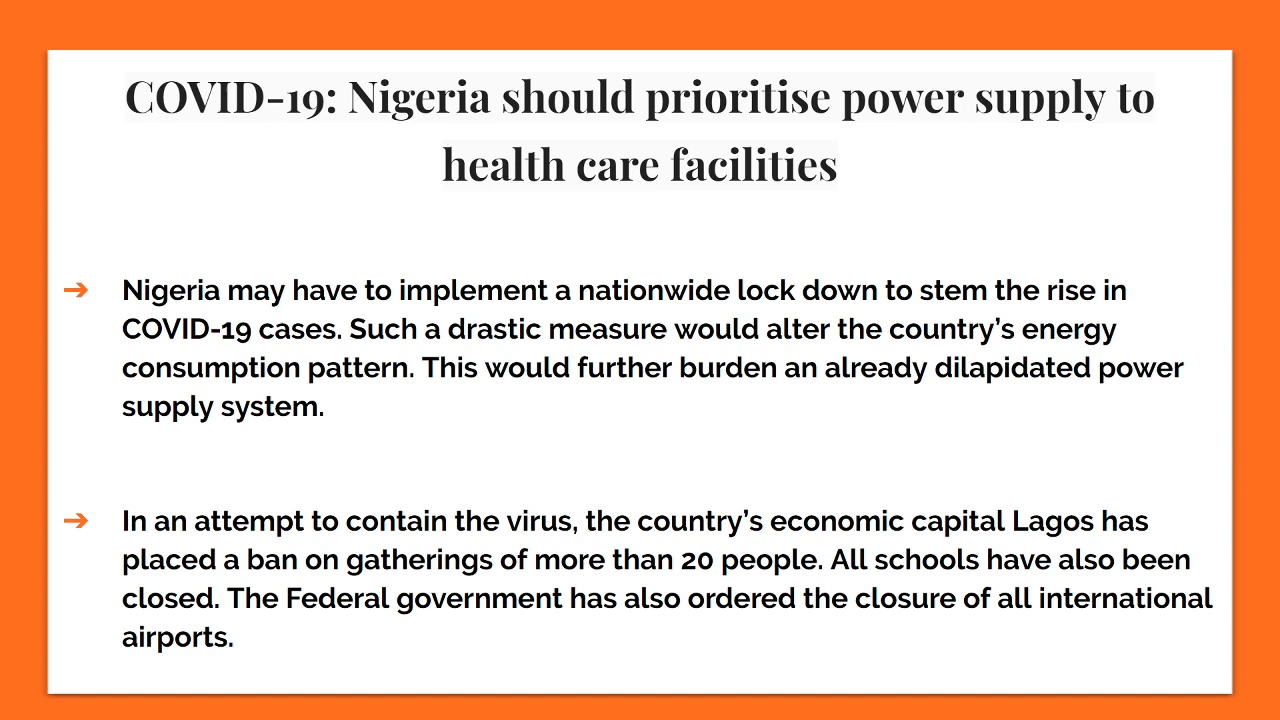 COVID-19: Nigeria should prioritise power supply to
health care facilities
➔ Nigeria may have to implement a nationwide lock down to stem the rise in
COVID-19 cases. Such a drastic measure would alter the country’s energy
consumption pattern. This would further burden an already dilapidated power
supply system.
➔ In an attempt to contain the virus, the country’s economic capital Lagos has
placed a ban on gatherings of more than 20 people. All schools have also been
closed. The Federal government has also ordered the closure of all international
airports.